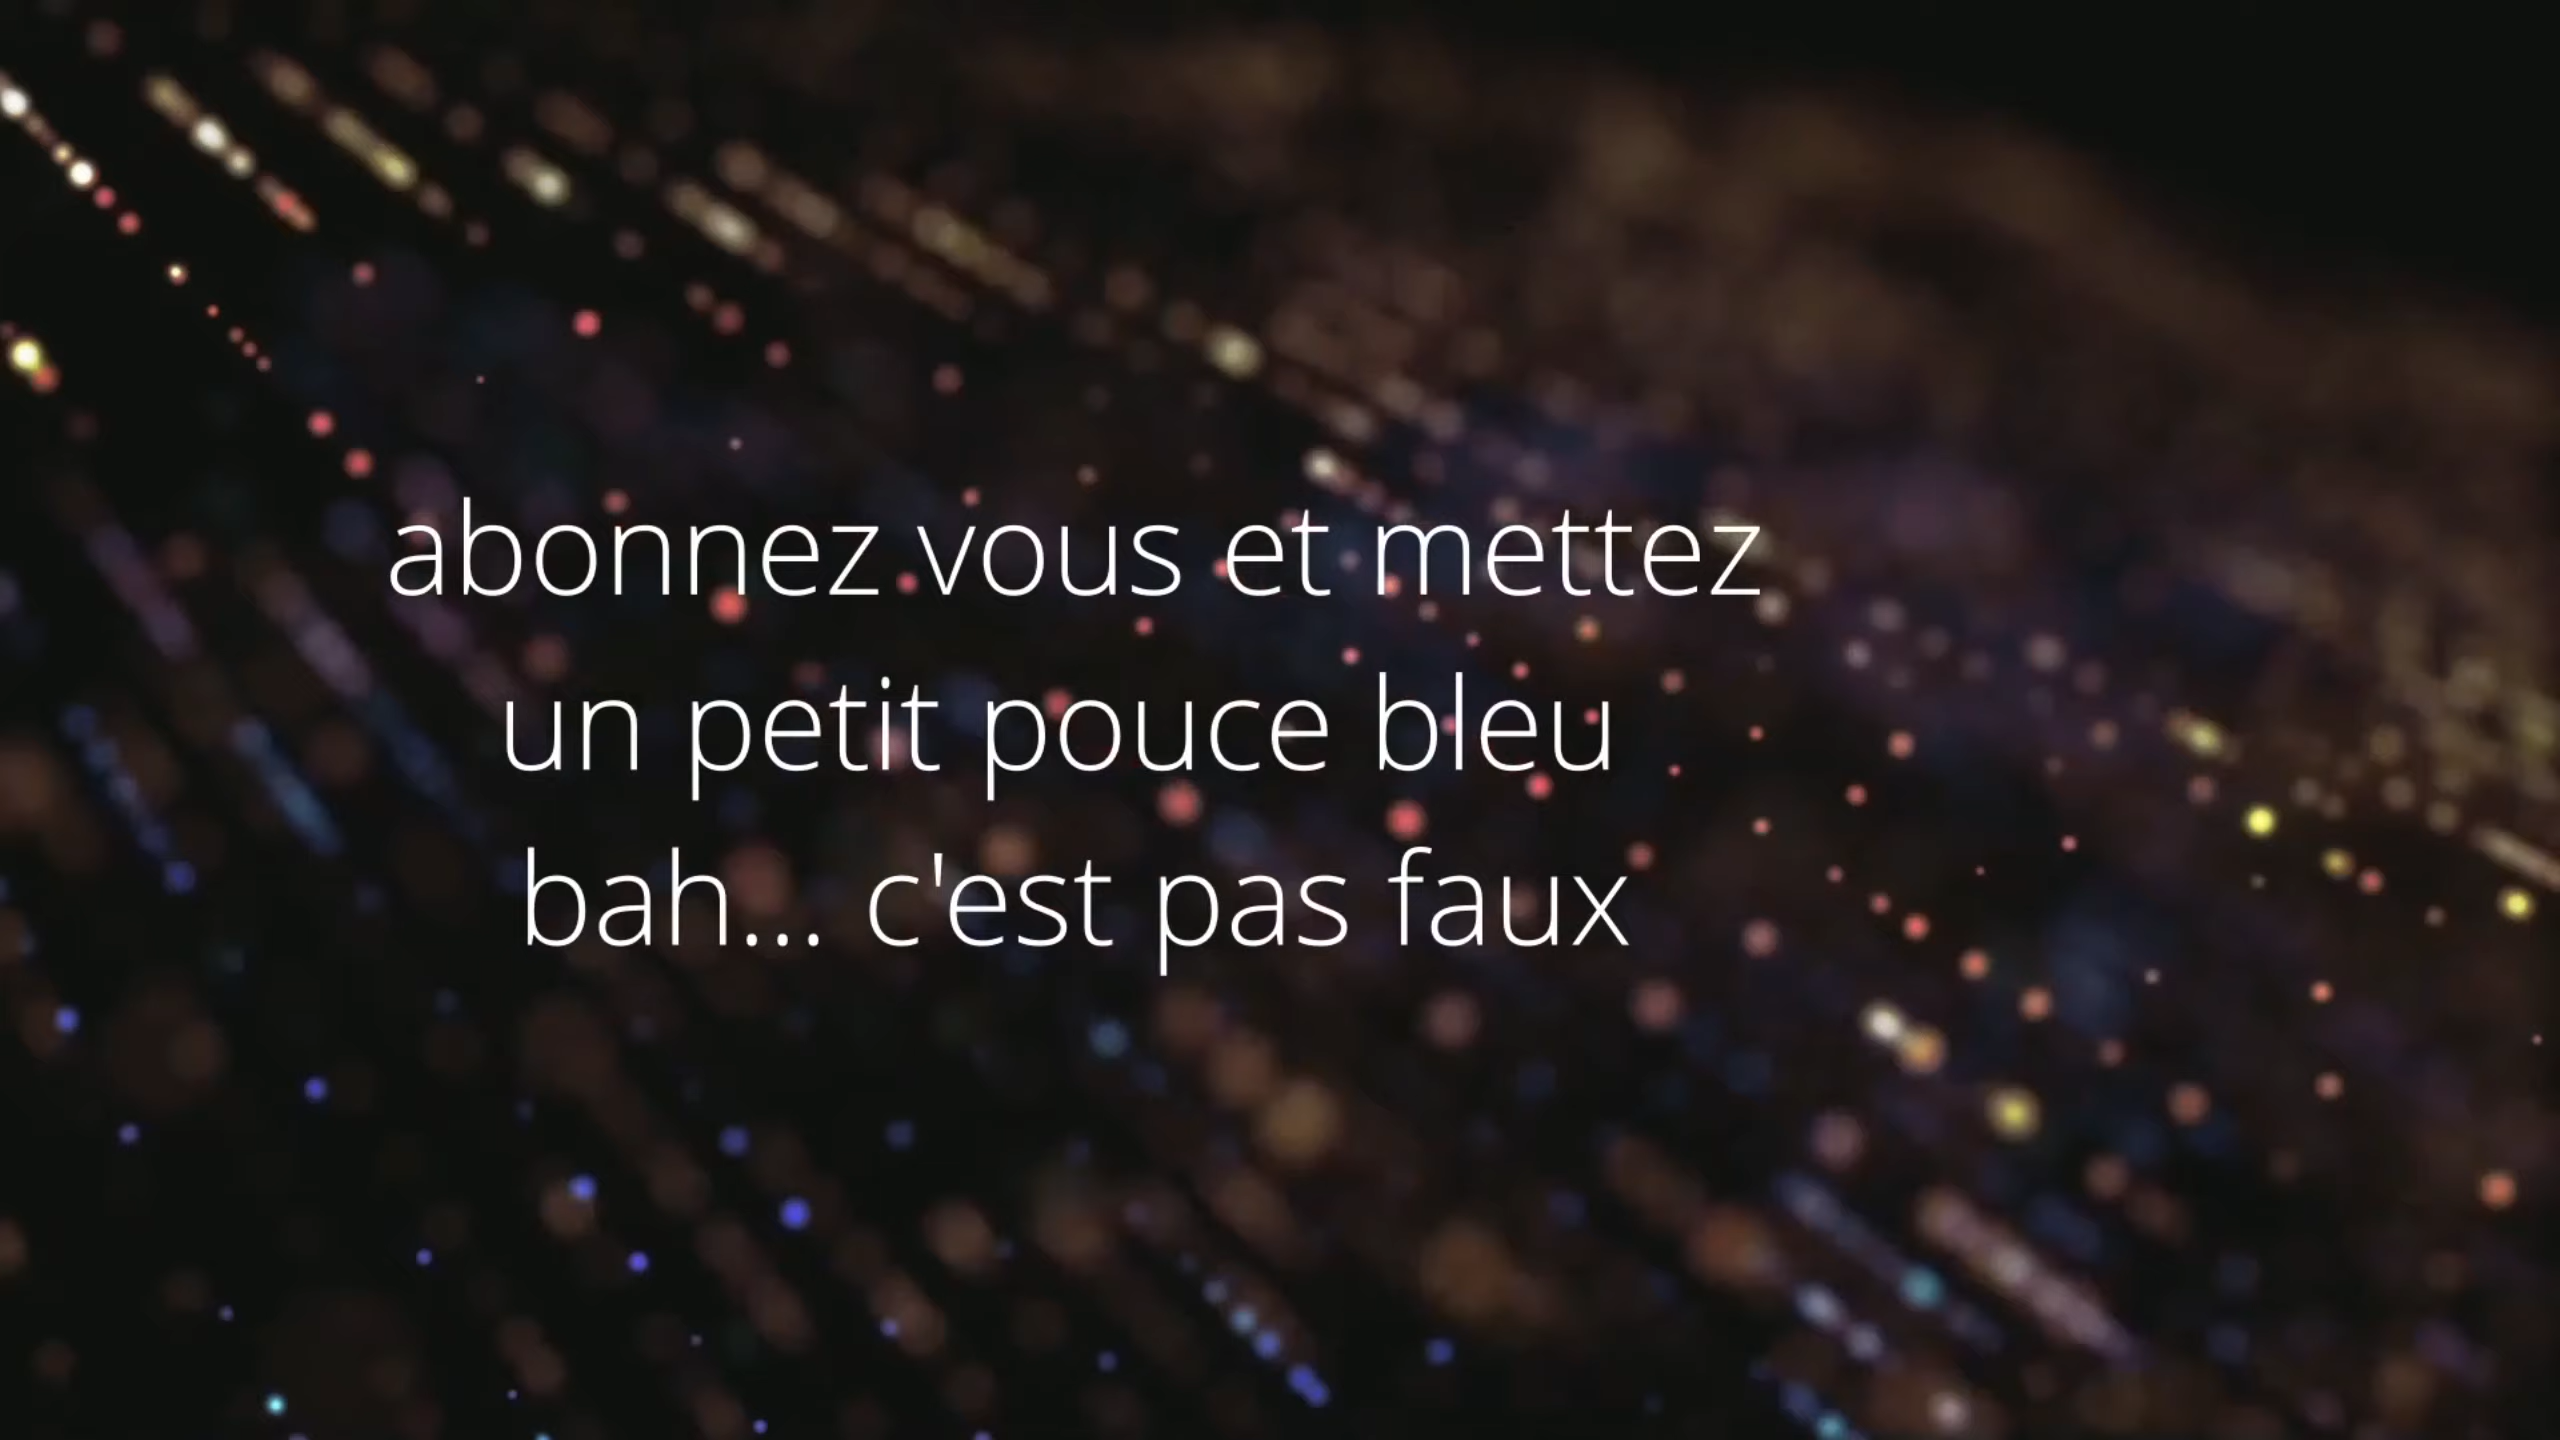 abonnez vous et mettez
un petit pouce bleu
bah... c'est pas faux